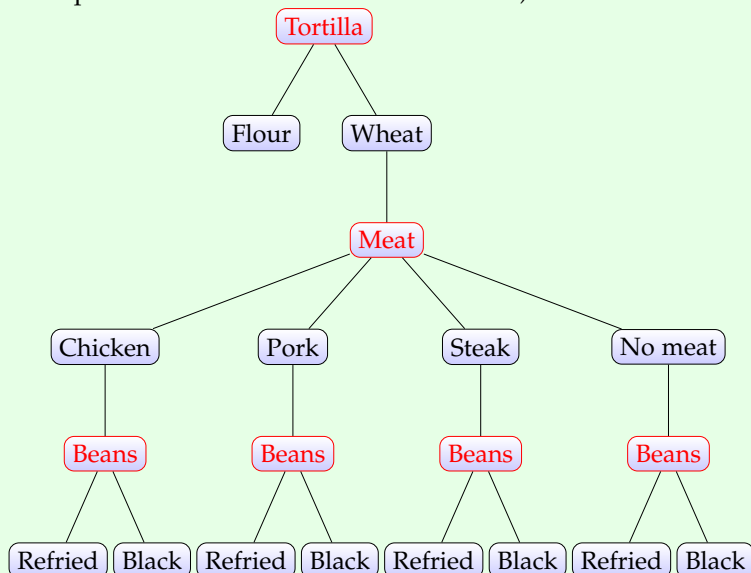 Tortilla
Flour Wheat
Meat
Chicken Pork Steak No meat
Beans Beans Beans Beans
Refried Black Refried Black Refried Black Refried Black